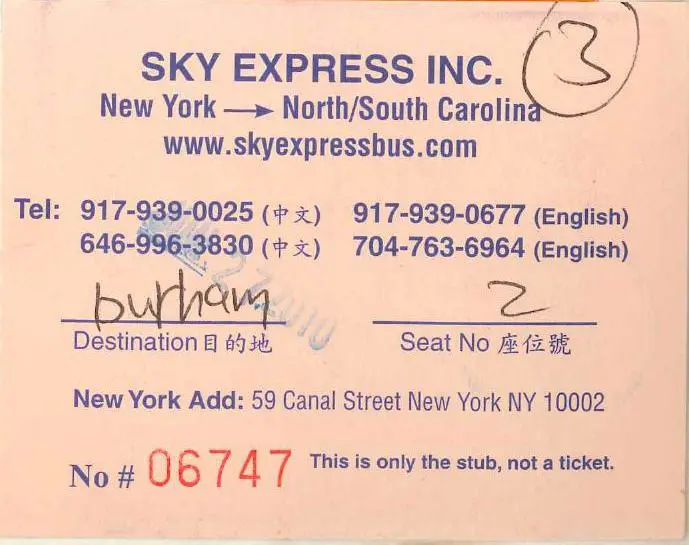 3
SKY EXPRESS INC.
New York → North/South Carolina
www.skyexpressbus.com
Tel: 917-939-0025 (中文) 917-939-0677 (English)
646-996-3830 (中文) 704-763-6964 (English)
Durham 2
Destination 目的地 Seat No 座位號
27 2010
New York Add: 59 Canal Street New York NY 10002
No # 06747 This is only the stub, not a ticket.